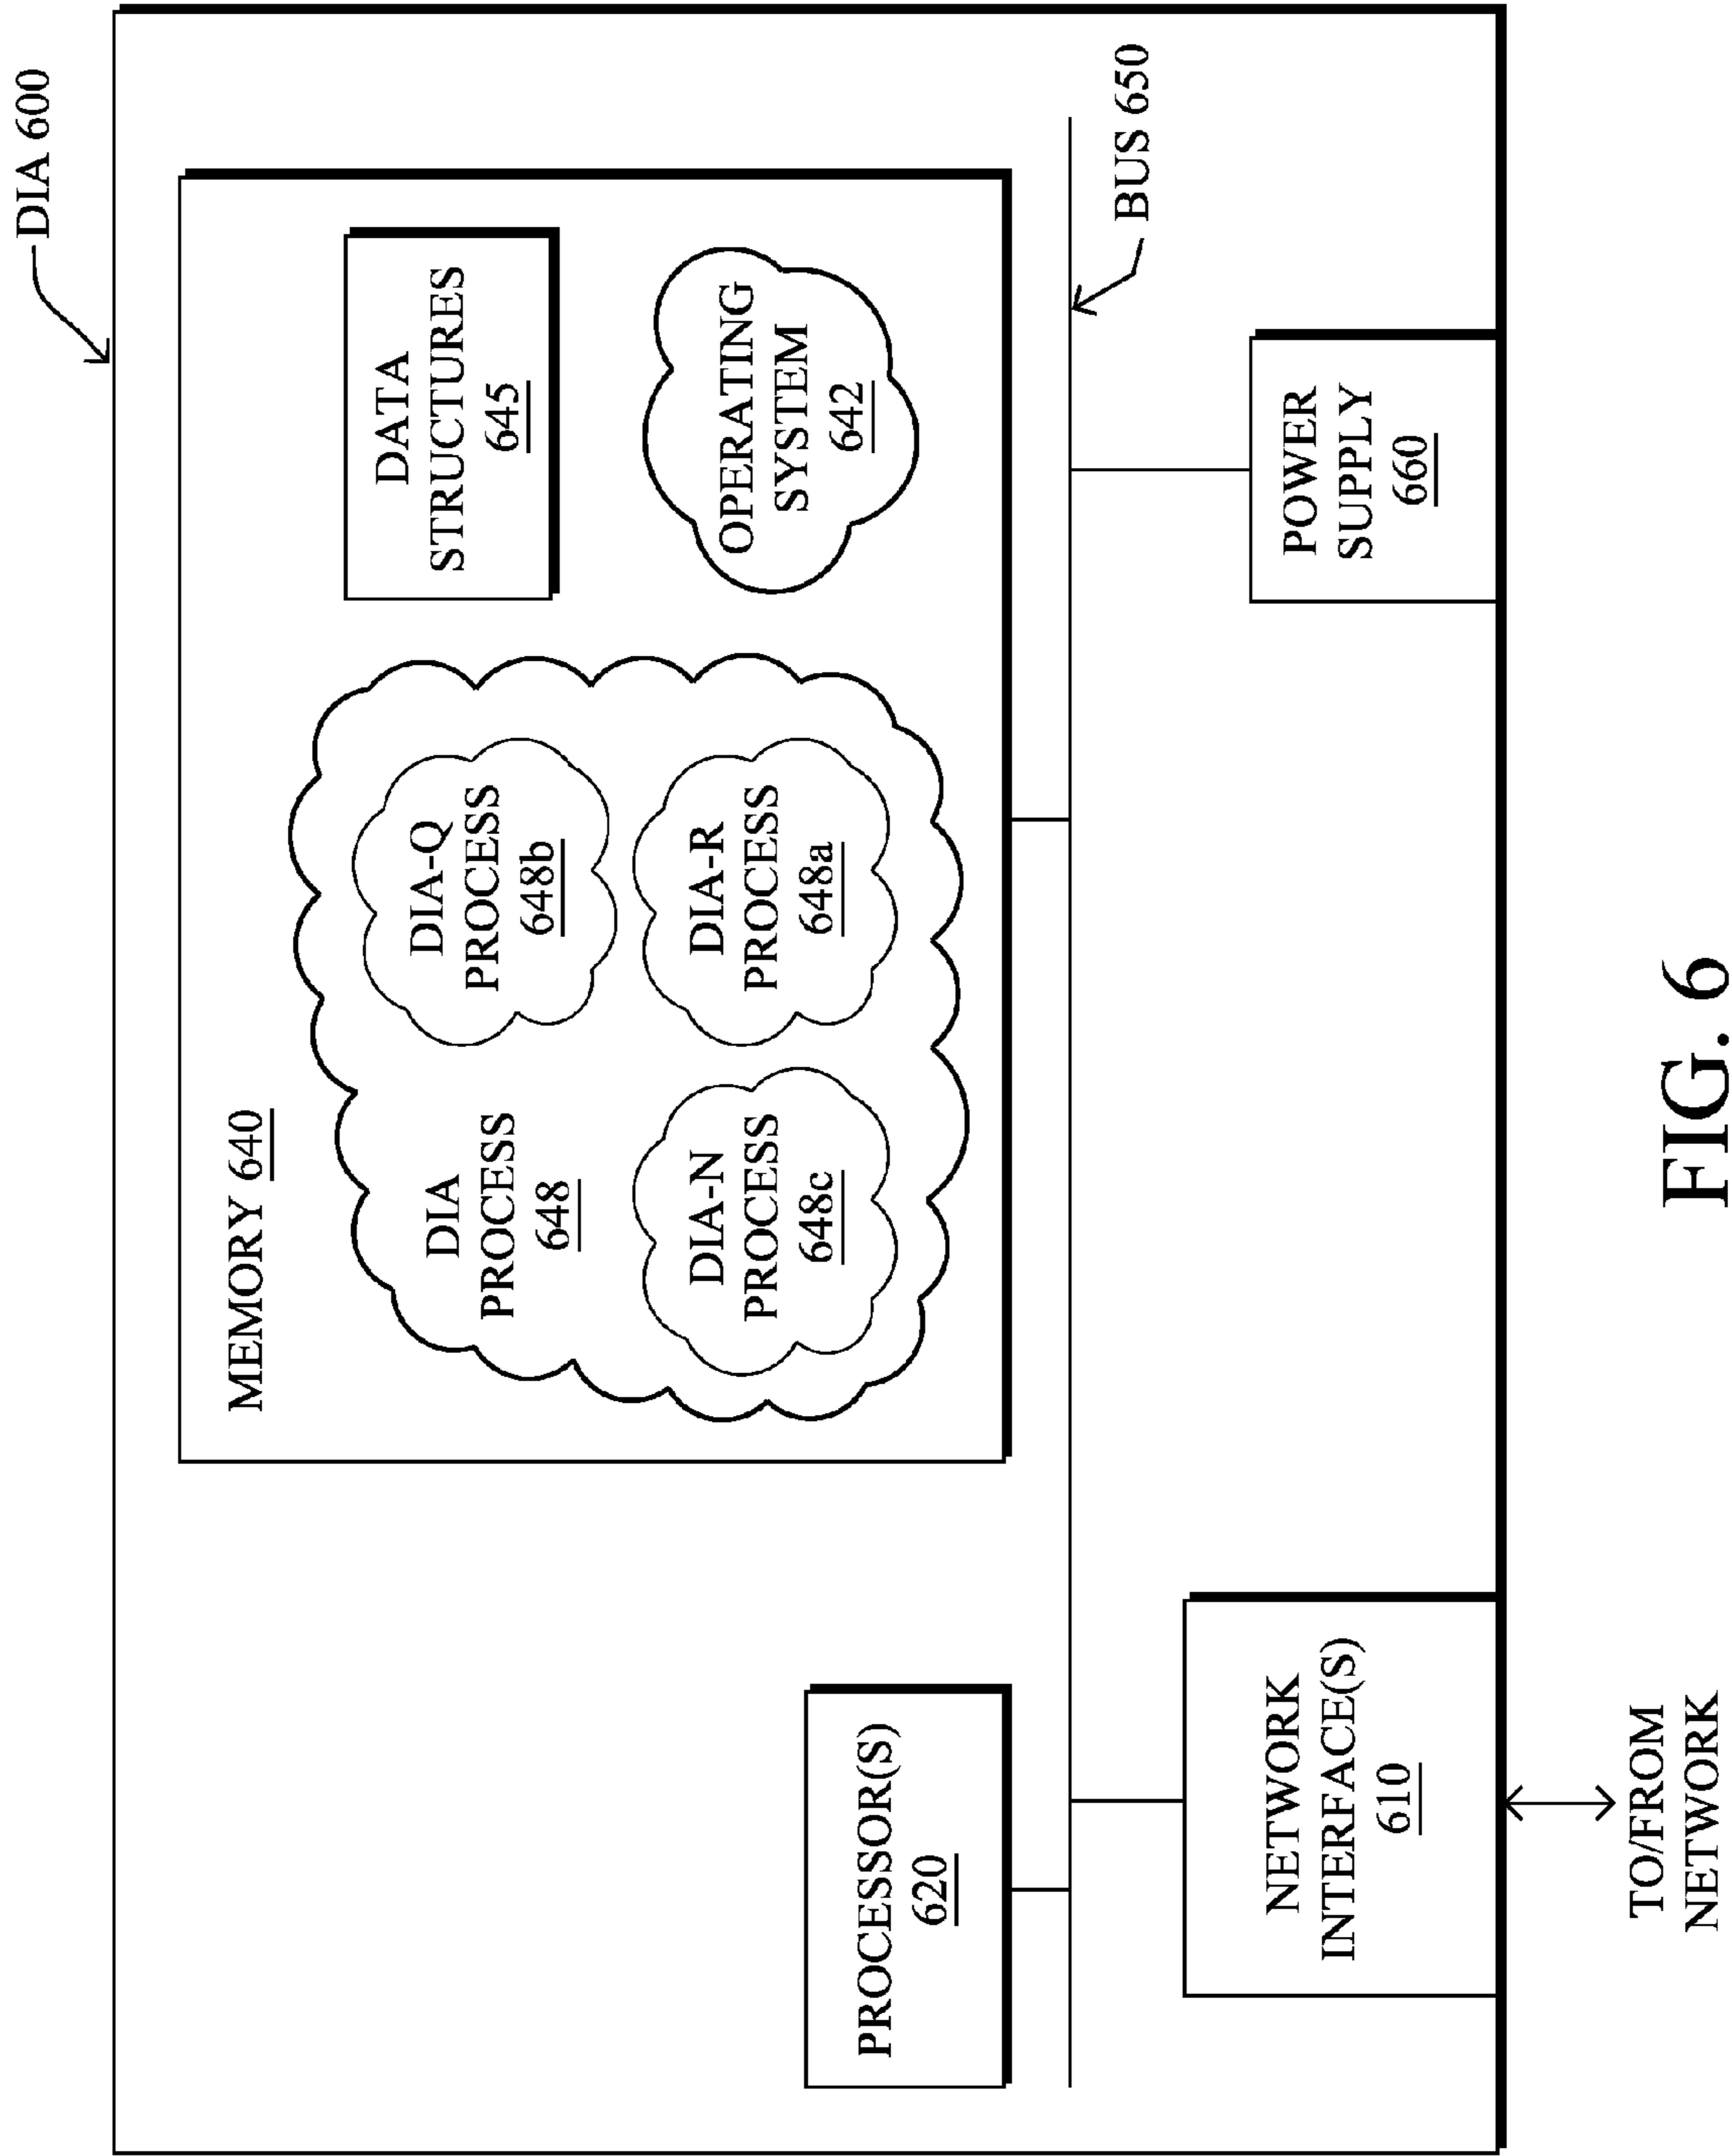 DIA 600
MEMORY 640
DIA
PROCESS
648
DIA-Q
PROCESS
648b
DATA
STRUCTURES
645
DIA-N
PROCESS
648c
DIA-R
PROCESS
648a
OPERATING
SYSTEM
642
PROCESSOR(S)
620
BUS 650
NETWORK
INTERFACE(S)
610
POWER
SUPPLY
660
TO/FROM
NETWORK
FIG. 6